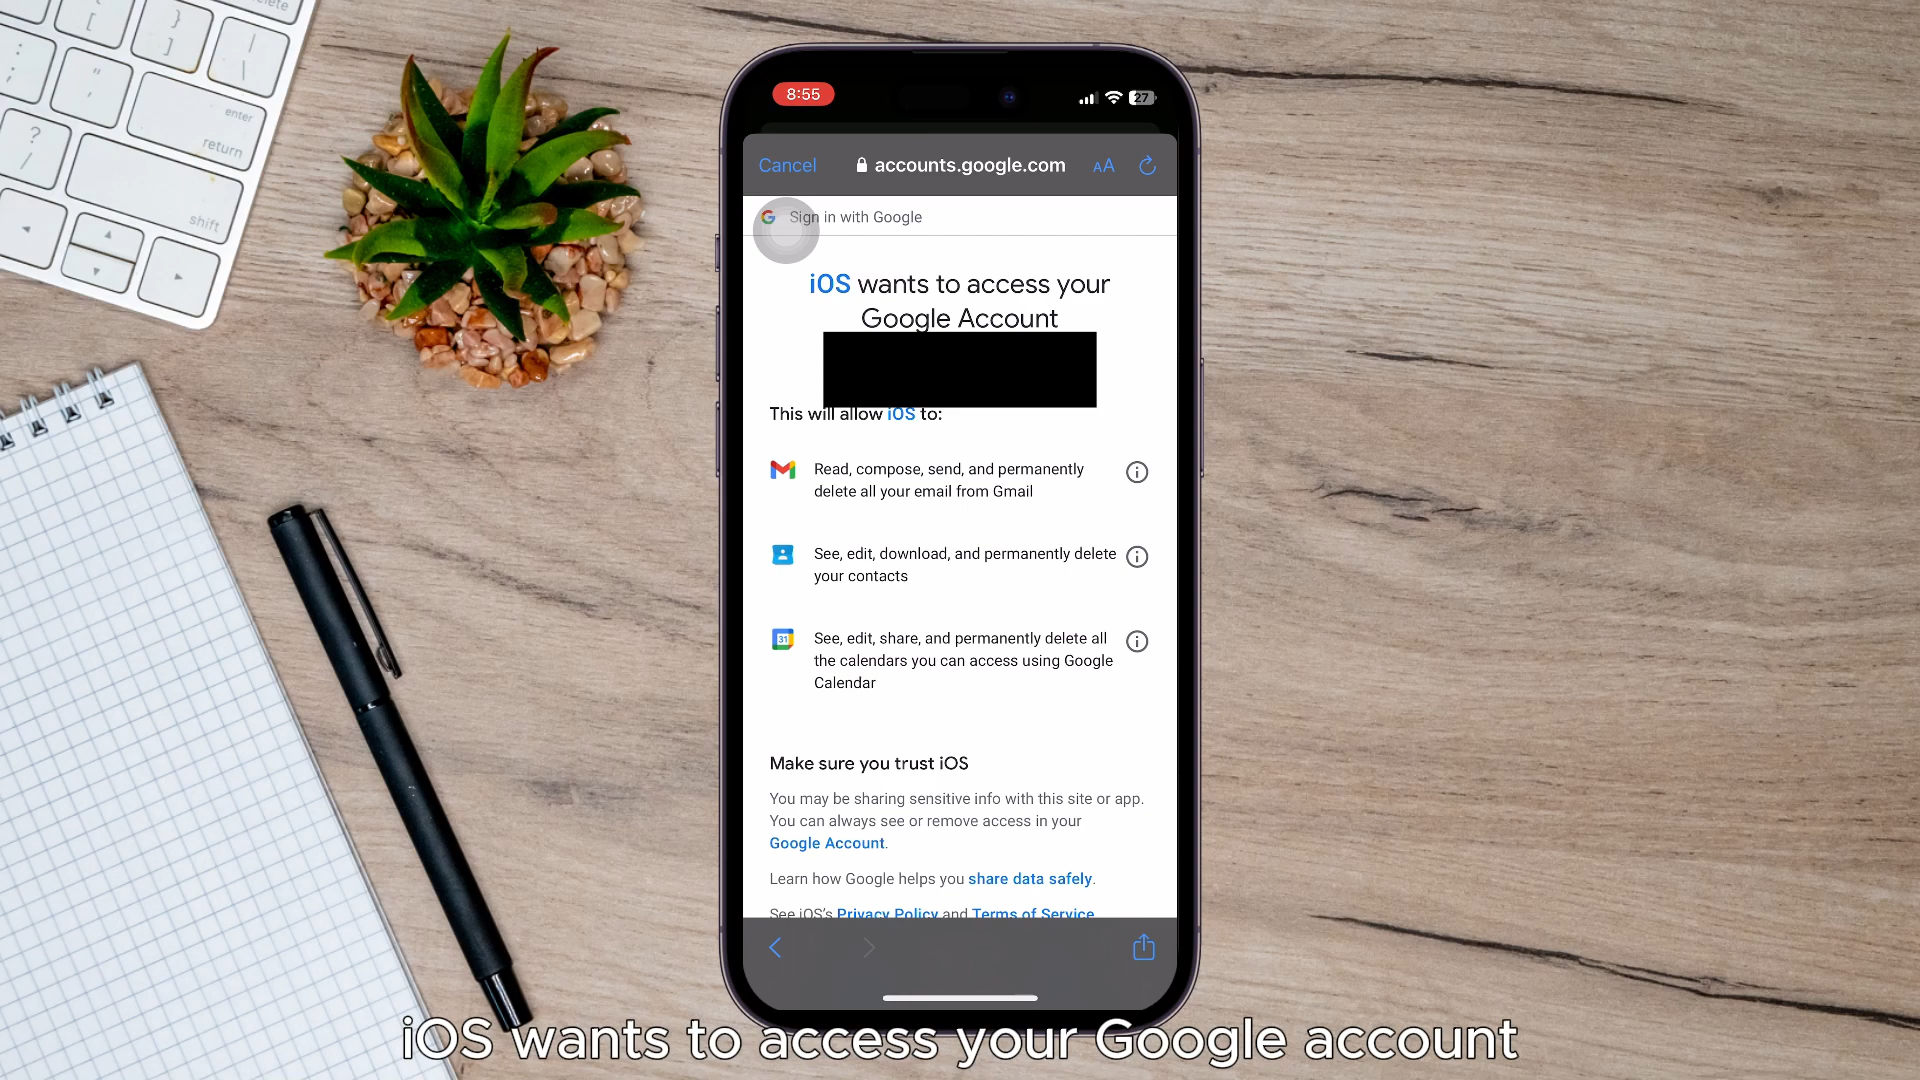 delete
{
[
}
]
|
\
:
;
"
'
enter
return
?
/
shift
8:55
27
Cancel
accounts.google.com
AA
G
Sign in with Google
iOS wants to access your
Google Account
This will allow iOS to:
Read, compose, send, and permanently
delete all your email from Gmail
See, edit, download, and permanently delete
your contacts
31
See, edit, share, and permanently delete all
the calendars you can access using Google
Calendar
Make sure you trust iOS
You may be sharing sensitive info with this site or app.
You can always see or remove access in your
Google Account.
Learn how Google helps you share data safely.
See iOS's Privacy Policy and Terms of Service
iOS wants to access your Google account